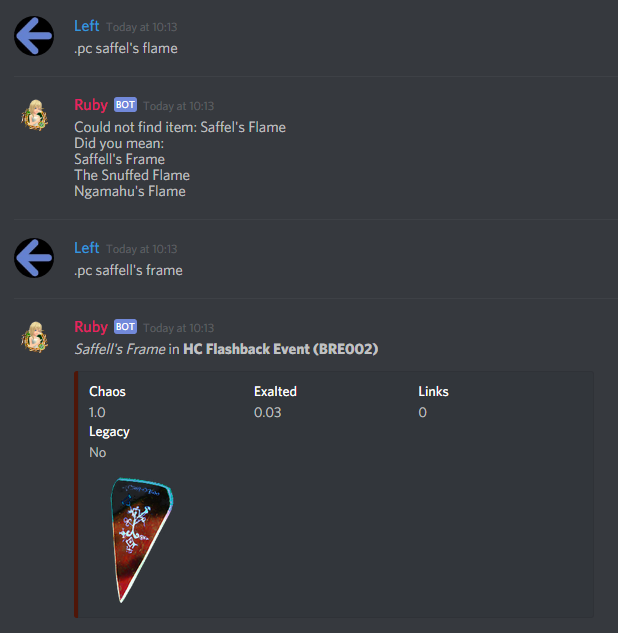 Left Today at 10:13
.pc saffel's flame
Ruby BOT Today at 10:13
Could not find item: Saffel's Flame
Did you mean:
Saffell's Frame
The Snuffed Flame
Ngamahu's Flame
Left Today at 10:13
.pc saffell's frame
Ruby BOT Today at 10:13
Saffell's Frame in HC Flashback Event (BRE002)
Chaos Exalted Links
1.0 0.03 0
Legacy
No